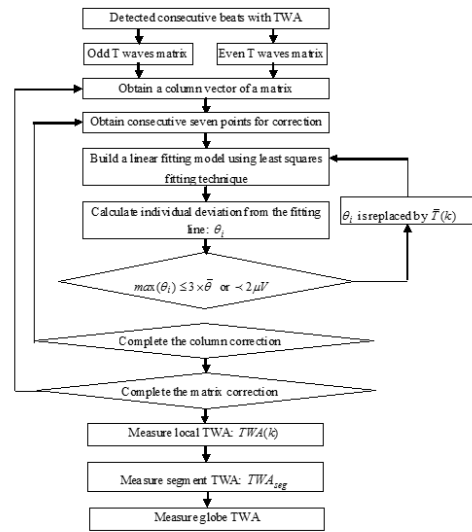 Detected consecutive beats with TWA
Odd T waves matrix
Even T waves matrix
Obtain a column vector of a matrix
Obtain consecutive seven points for correction
Build a linear fitting model using least squares
fitting technique
Calculate individual deviation from the fitting
line: θᵢ
θᵢ is replaced by T̄(k)
max(θᵢ) ≤ 3 × θ̄ or ≺ 2μV
Complete the column correction
Complete the matrix correction
Measure local TWA: TWA(k)
Measure segment TWA: TWA_seg
Measure globe TWA